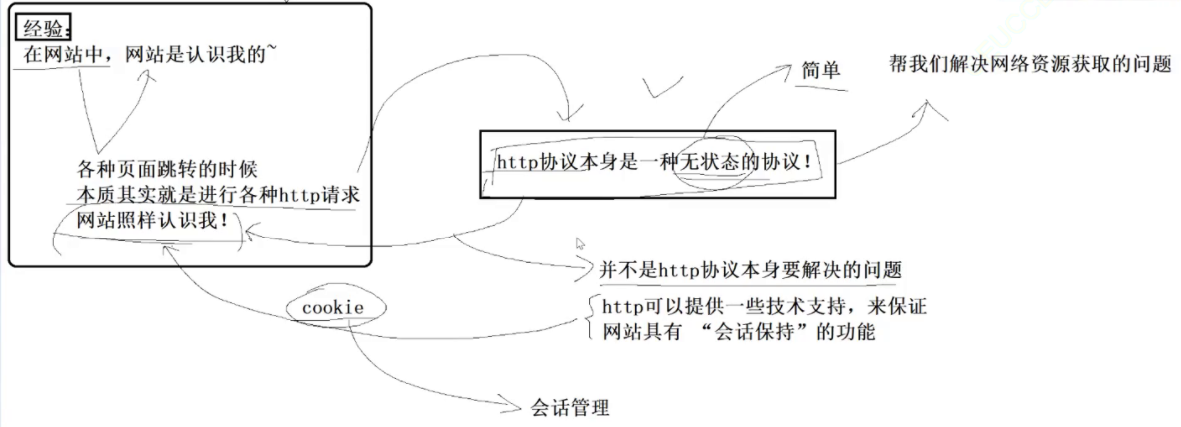 经验：
在网站中，网站是认识我的~
各种页面跳转的时候
本质其实就是进行各种http请求
网站照样认识我！
简单
帮我们解决网络资源获取的问题
http协议本身是一种无状态的协议！
并不是http协议本身要解决的问题
http可以提供一些技术支持，来保证
网站具有 “会话保持”的功能
cookie
会话管理